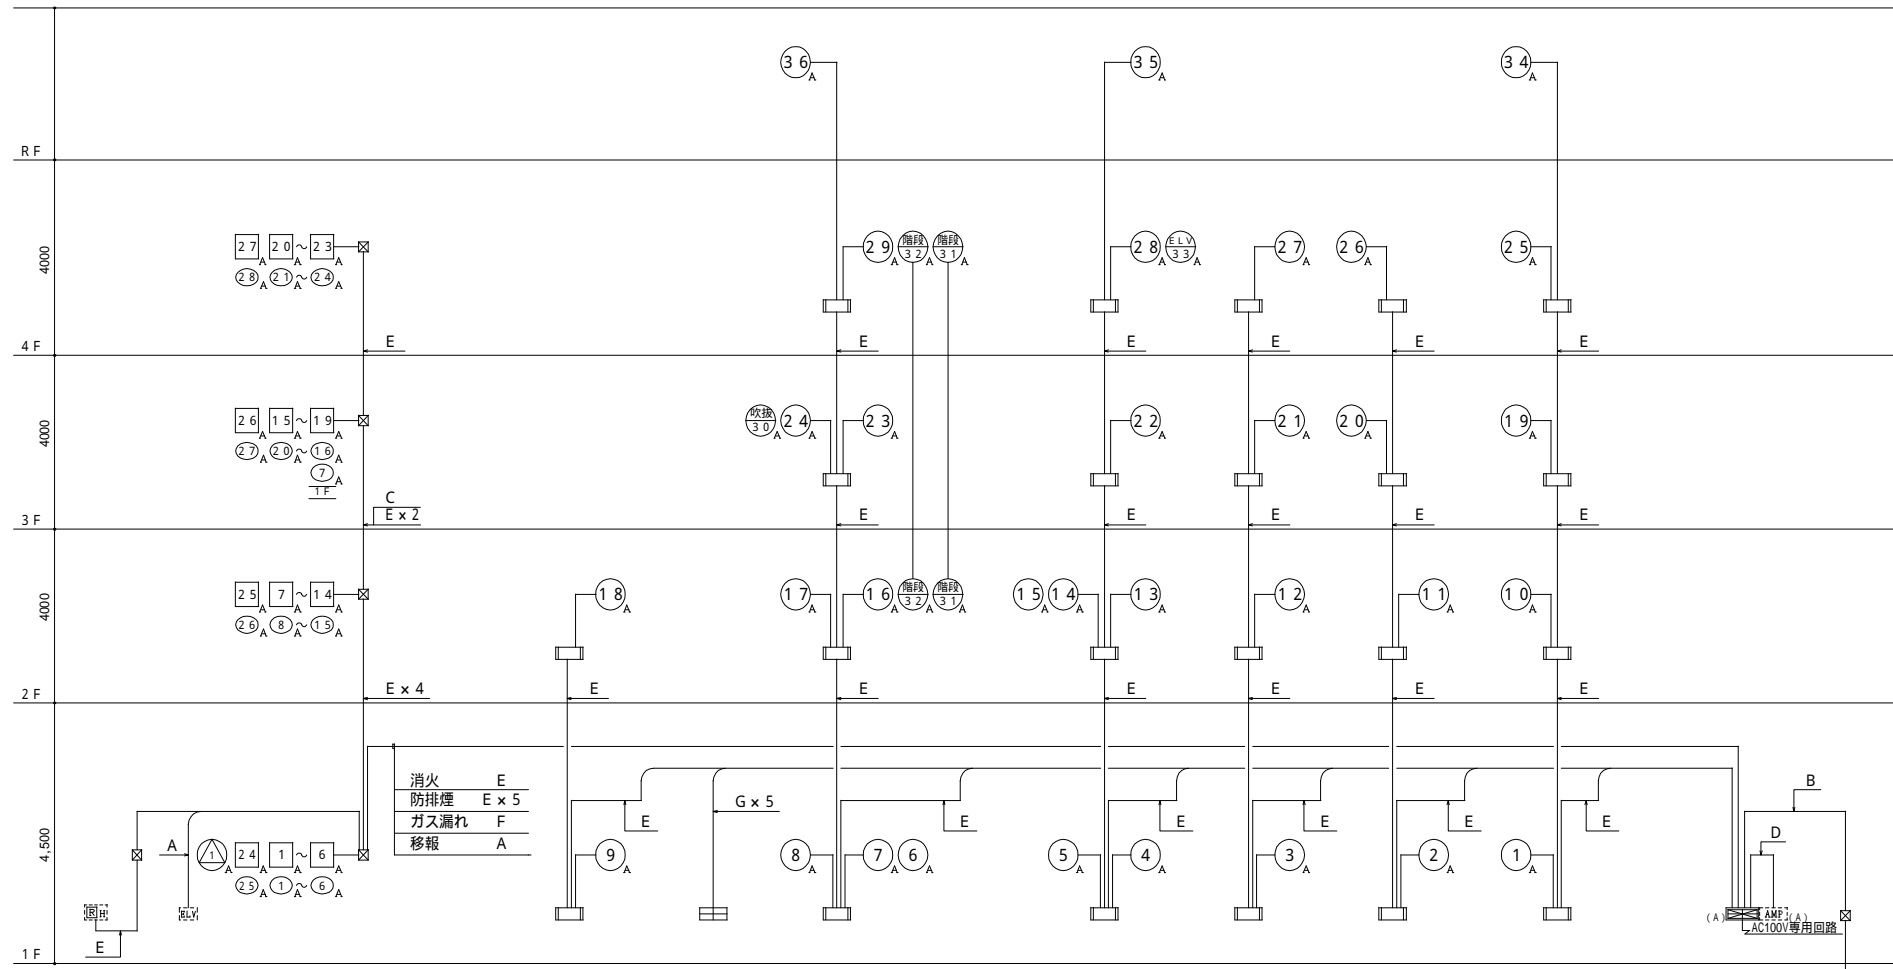 36 A 35 A 34 A
RF
4000
27 A 20 A ～ 23 A
28 A 21 A ～ 24 A
29 A 階段 32 A 階段 31 A
28 A ELV 33 A
27 A
26 A
25 A
4F
E E E E E E
4000
26 A 15 A ～ 19 A
27 A 20 A ～ 16 A
7 A
1F
吹抜 30 A 24 A 23 A
22 A
21 A
20 A
19 A
C
E×2
3F
E E E E E
4000
25 A 7 A ～ 14 A
26 A 8 A ～ 15 A
18 A
17 A 16 A 階段 32 A 階段 31 A
15 A 14 A 13 A
12 A
11 A
10 A
2F
E×4 E E E E E E
消火 E
防排煙 E×5
ガス漏れ F
移報 A
G×5
E E E E E E
B
D
4,500
A
1 A 24 A 1 A ～ 6 A
25 A 1 A ～ 6 A
9 A
8 A 7 A 6 A
5 A 4 A
3 A
2 A
1 A
RH
ELV
E
(A) AMP (A)
AC100V専用回路
1F